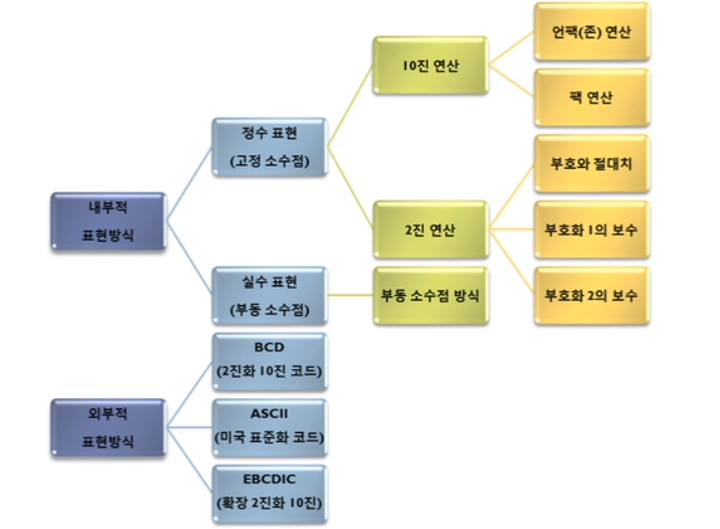 언팩(존) 연산
10진 연산
팩 연산
정수 표현
(고정 소수점)
부호와 절대치
내부적
표현방식
2진 연산
부호화 1의 보수
실수 표현
(부동 소수점)
부동 소수점 방식
부호화 2의 보수
BCD
(2진화 10진 코드)
외부적
표현방식
ASCII
(미국 표준화 코드)
EBCDIC
(확장 2진화 10진)